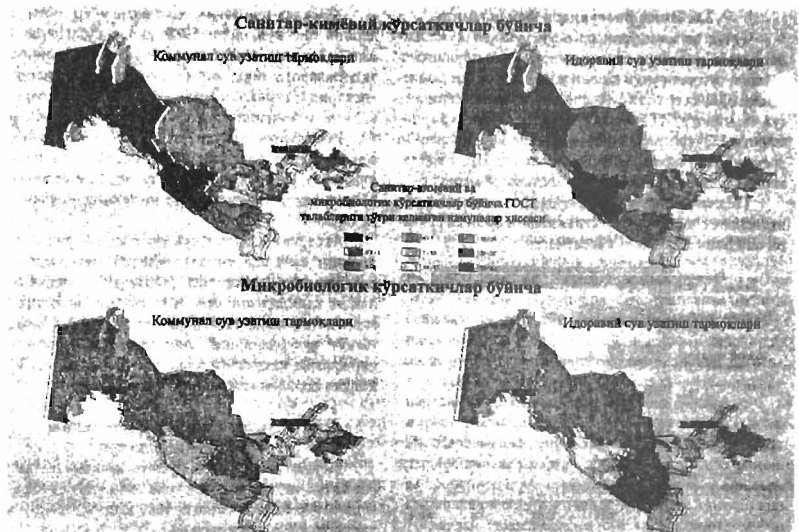 Санитар-кимёвий кўрсаткичлар бўйича
Коммунал сув узатиш тармоқлари
Идоравий сув узатиш тармоқлари
Санитар-кимёвий ва
микробиологик кўрсаткичлар бўйича ГОСТ
талабларига тўғри келмаган намуналар ҳиссаси
Микробиологик кўрсаткичлар бўйича
Коммунал сув узатиш тармоқлари
Идоравий сув узатиш тармоқлари